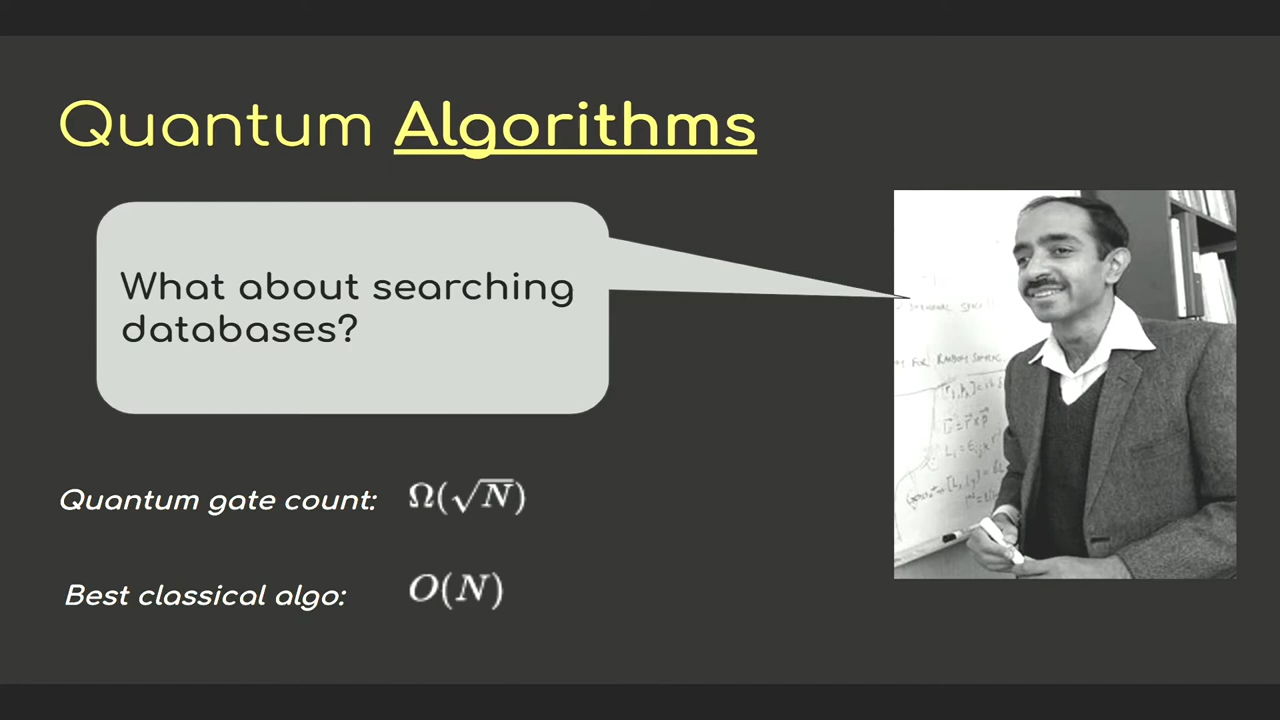 Quantum Algorithms
What about searching
databases?
Quantum gate count: Ω(√N)
Best classical algo: O(N)